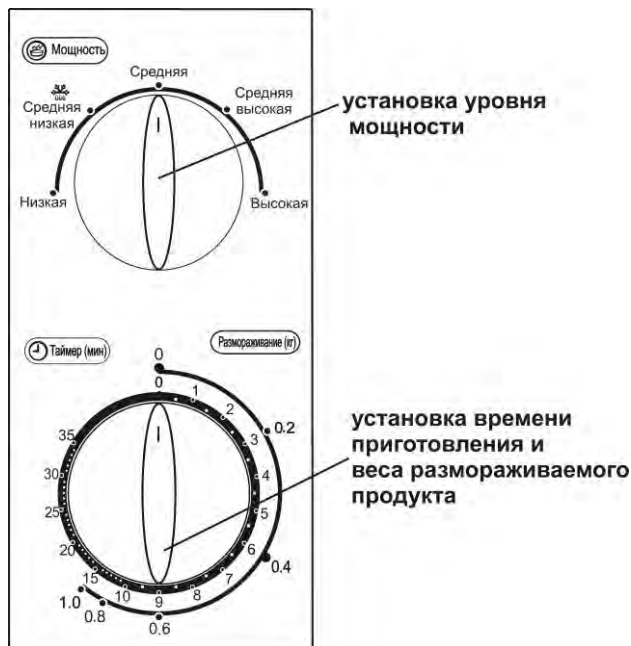 Мощность
Средняя
Средняя
низкая
Средняя
высокая
Низкая
Высокая
установка уровня
мощности
Таймер (мин)
Размораживание (кг)
0
0
1
2
3
4
5
6
7
8
9
10
15
20
25
30
35
0.2
0.4
0.6
0.8
1.0
установка времени
приготовления и
веса размораживаемого
продукта